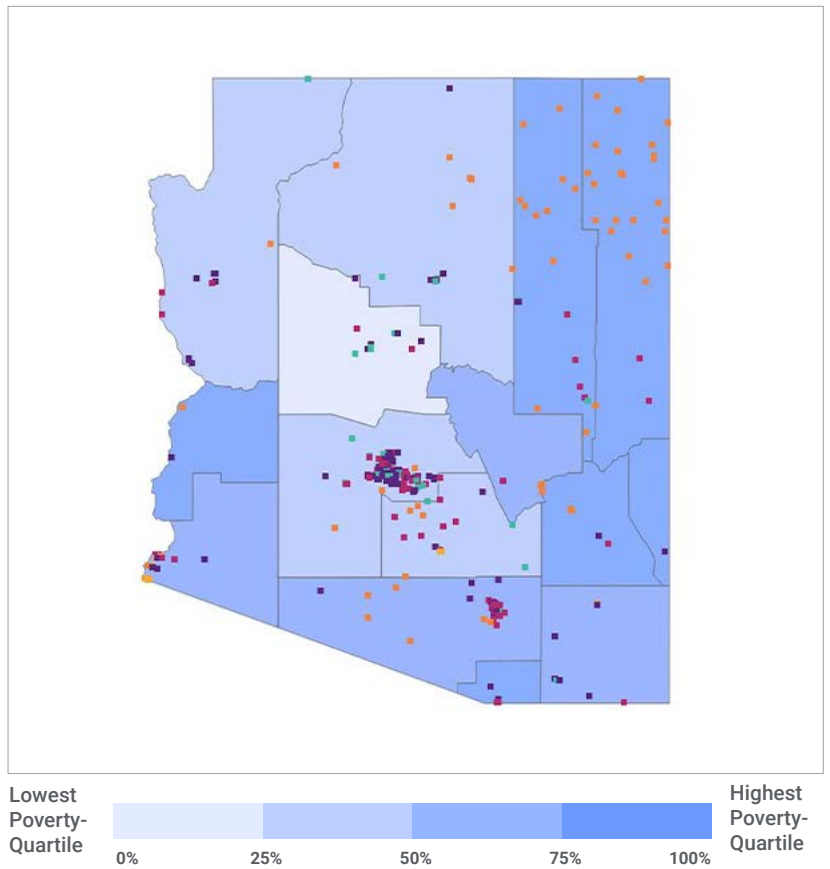 Lowest
Poverty-
Quartile
Highest
Poverty-
Quartile
0%
25%
50%
75%
100%